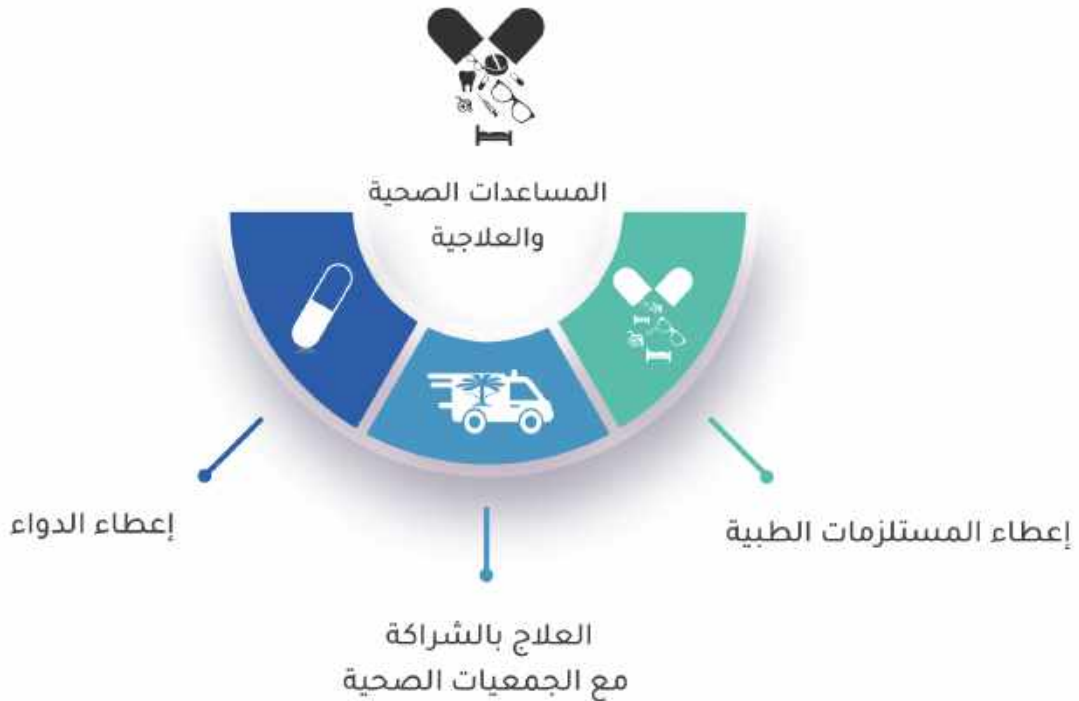 المساعدات الصحية
والعلاجية
إعطاء المستلزمات الطبية
العلاج بالشراكة
مع الجمعيات الصحية
إعطاء الدواء